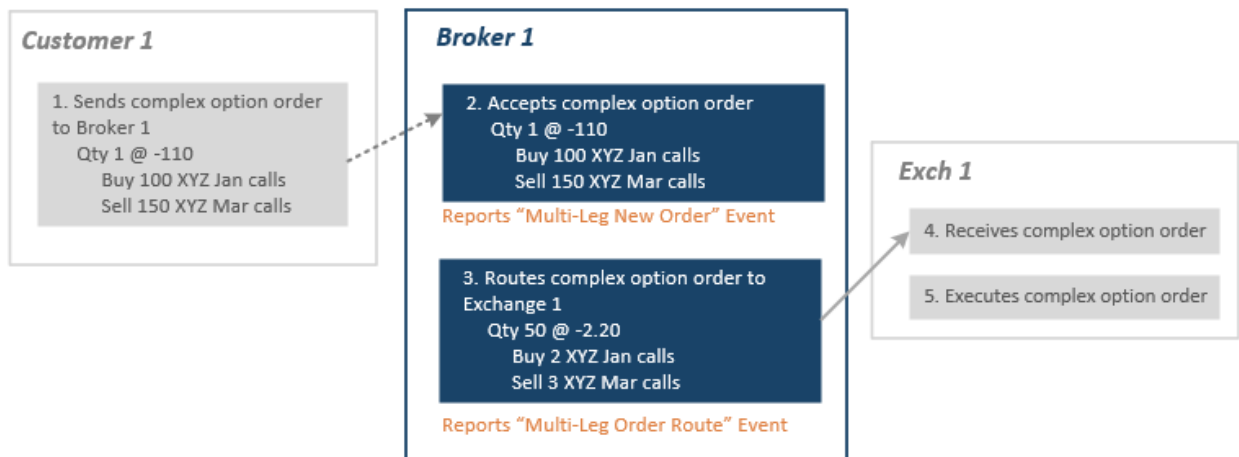 Customer 1
1. Sends complex option order
to Broker 1
Qty 1 @ -110
Buy 100 XYZ Jan calls
Sell 150 XYZ Mar calls
Broker 1
2. Accepts complex option order
Qty 1 @ -110
Buy 100 XYZ Jan calls
Sell 150 XYZ Mar calls
Reports “Multi-Leg New Order” Event
3. Routes complex option order to
Exchange 1
Qty 50 @ -2.20
Buy 2 XYZ Jan calls
Sell 3 XYZ Mar calls
Reports “Multi-Leg Order Route” Event
Exch 1
4. Receives complex option order
5. Executes complex option order